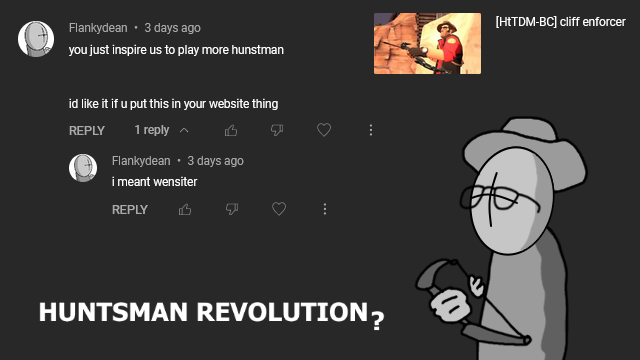 Flankydean • 3 days ago
you just inspire us to play more hunstman
id like it if u put this in your website thing
REPLY 1 reply
Flankydean • 3 days ago
i meant wensiter
REPLY
[HtTDM-BC] cliff enforcer
HUNTSMAN REVOLUTION?